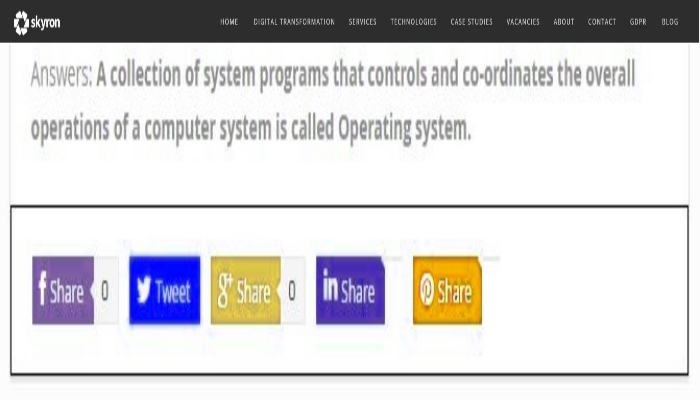 skyron HOME DIGITAL TRANSFORMATION SERVICES TECHNOLOGIES CASE STUDIES VACANCIES ABOUT CONTACT GDPR BLOG
Answers: A collection of system programs that controls and co-ordinates the overall
operations of a computer system is called Operating system.
f Share 0 Tweet g+ Share 0 in Share Share